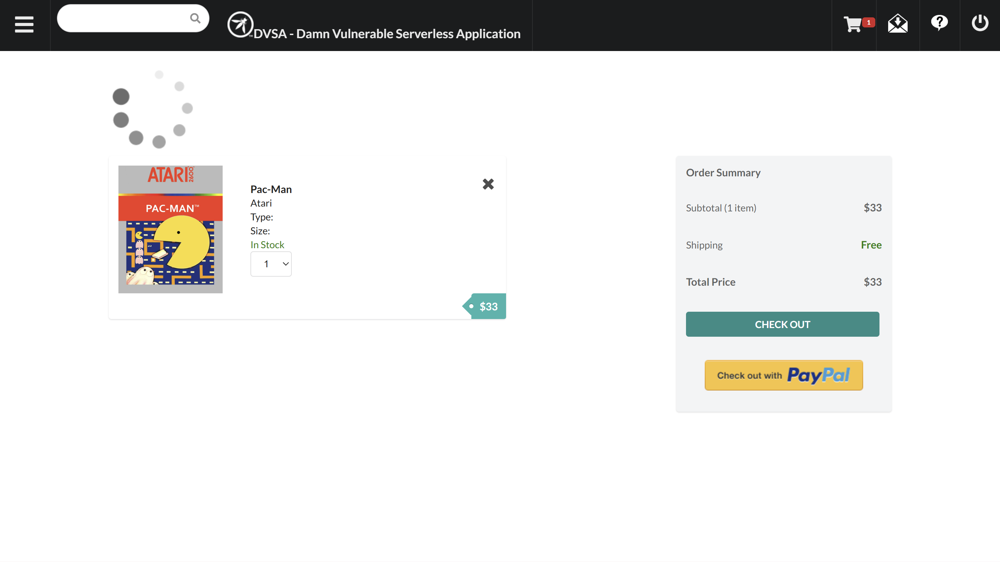 DVSA - Damn Vulnerable Serverless Application
1
ATARI 2600
PAC-MAN™
Pac-Man
Atari
Type:
Size:
In Stock
1
$33
Order Summary
Subtotal (1 item) $33
Shipping Free
Total Price $33
CHECK OUT
Check out with PayPal